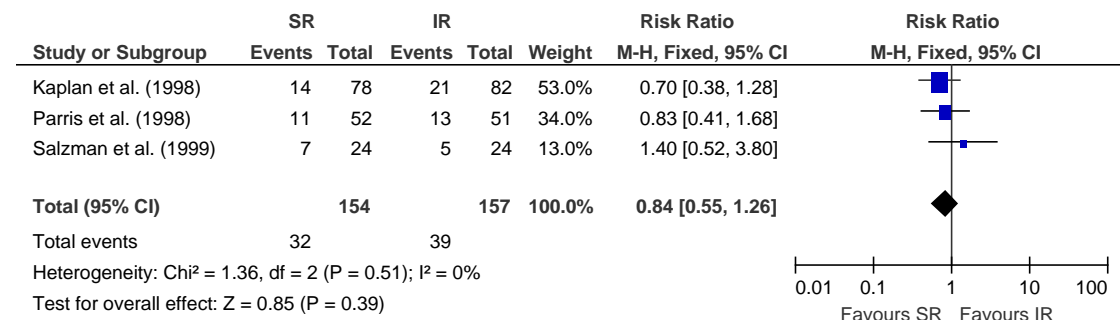 SR IR Risk Ratio Risk Ratio
Study or Subgroup Events Total Events Total Weight M-H, Fixed, 95% CI M-H, Fixed, 95% CI
Kaplan et al. (1998) 14 78 21 82 53.0% 0.70 [0.38, 1.28]
Parris et al. (1998) 11 52 13 51 34.0% 0.83 [0.41, 1.68]
Salzman et al. (1999) 7 24 5 24 13.0% 1.40 [0.52, 3.80]
Total (95% CI) 154 157 100.0% 0.84 [0.55, 1.26]
Total events 32 39
Heterogeneity: Chi² = 1.36, df = 2 (P = 0.51); I² = 0%
Test for overall effect: Z = 0.85 (P = 0.39)
0.01 0.1 1 10 100
Favours SR Favours IR